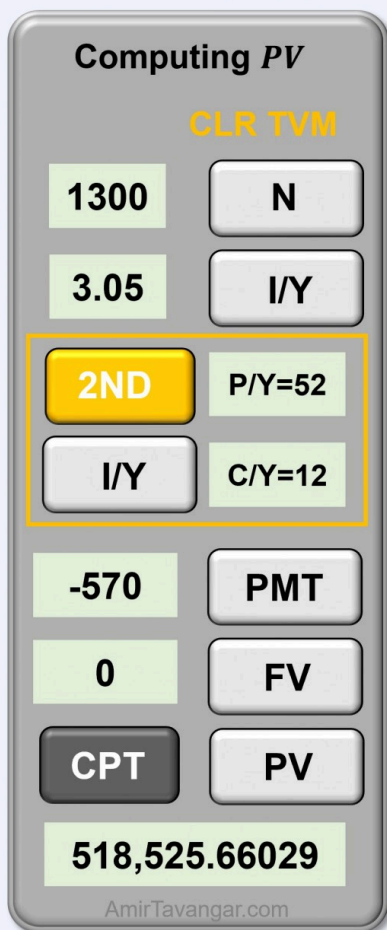 Computing PV
CLR TVM
1300 N
3.05 I/Y
2ND P/Y=52
I/Y C/Y=12
-570 PMT
0 FV
CPT PV
518,525.66029
AmirTavangar.com